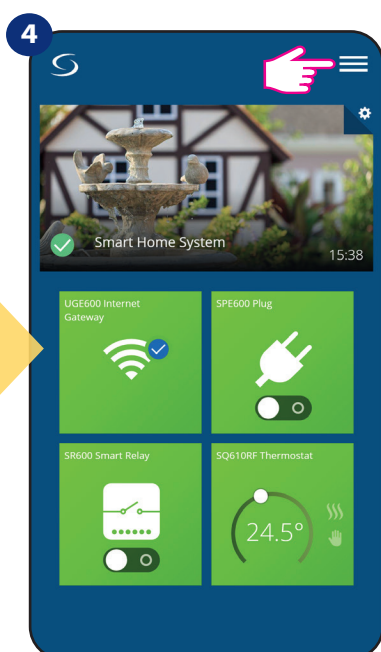 4
Smart Home System
15:38
UGE600 Internet
Gateway
SPE600 Plug
SR600 Smart Relay
SQ610RF Thermostat
24.5°